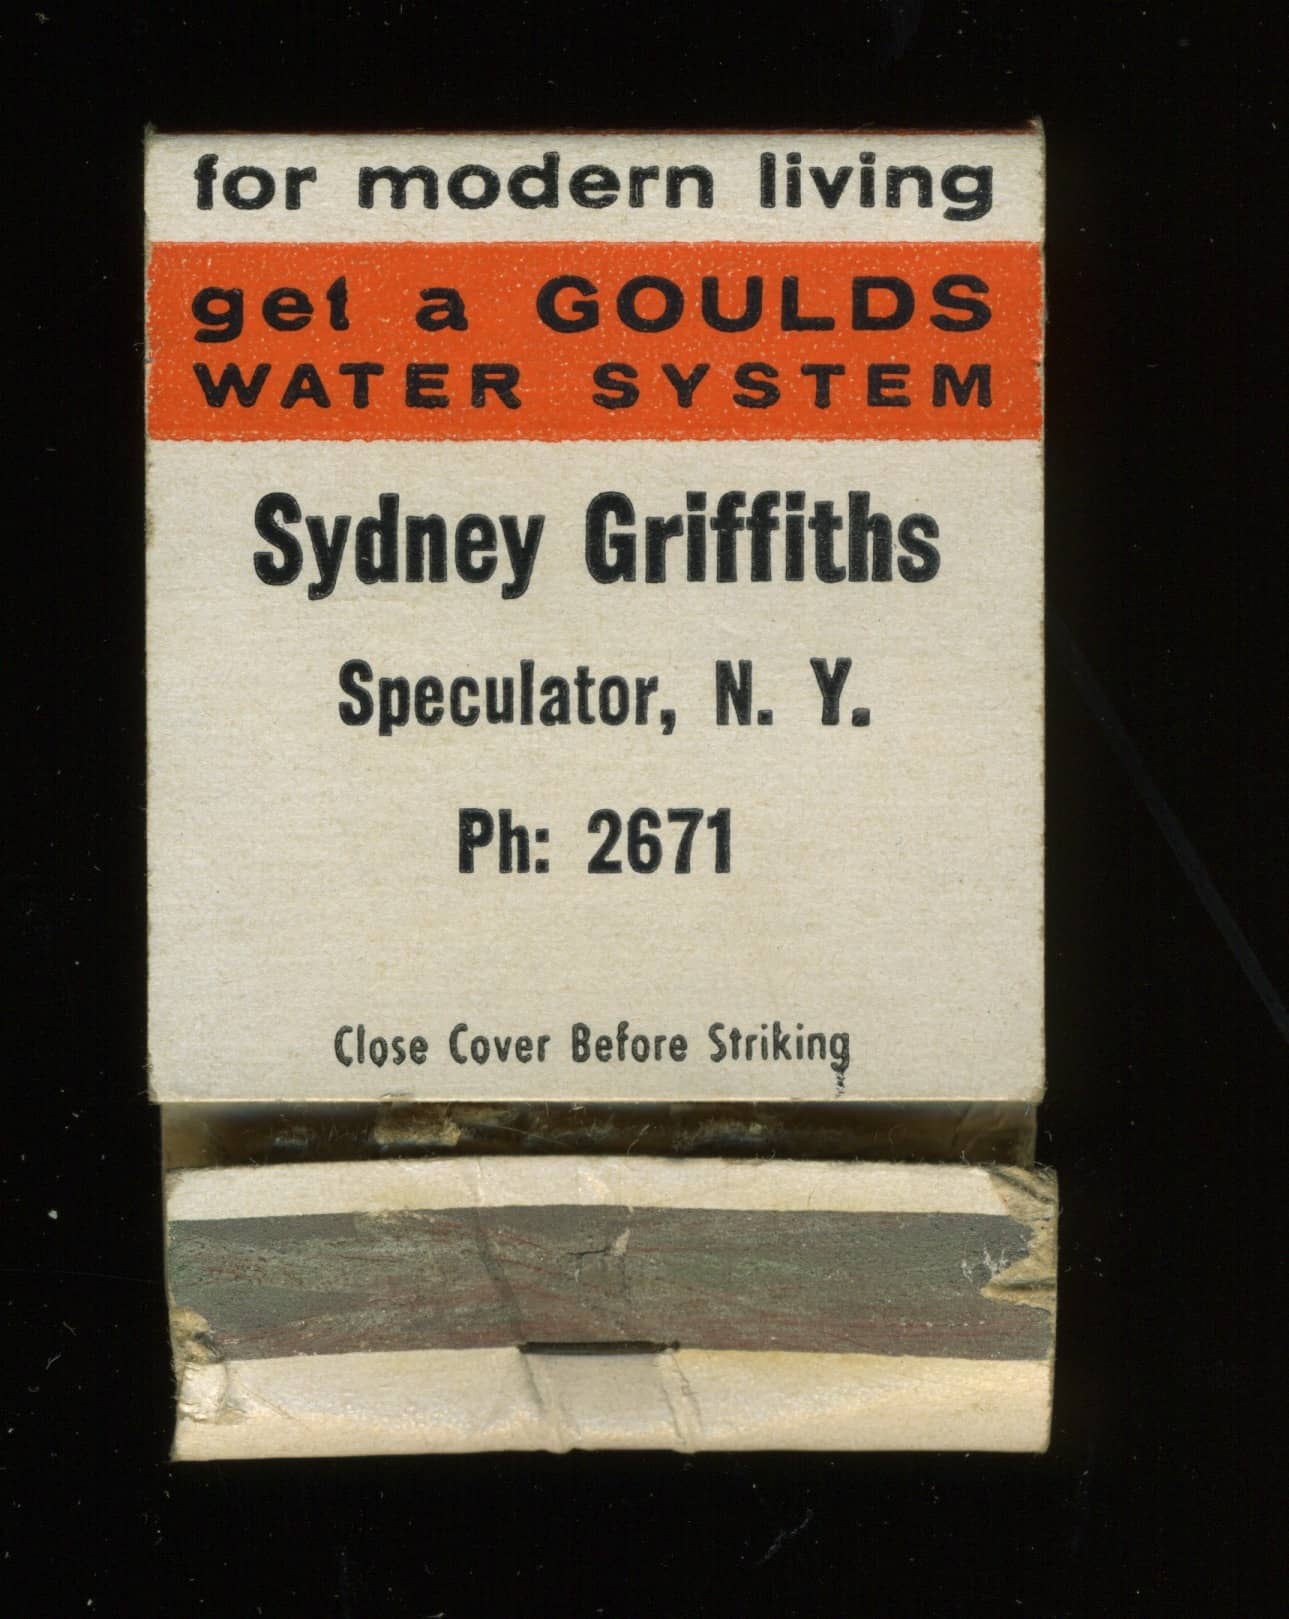 for modern living
get a GOULDS
WATER SYSTEM
Sydney Griffiths
Speculator, N. Y.
Ph: 2671
Close Cover Before Striking